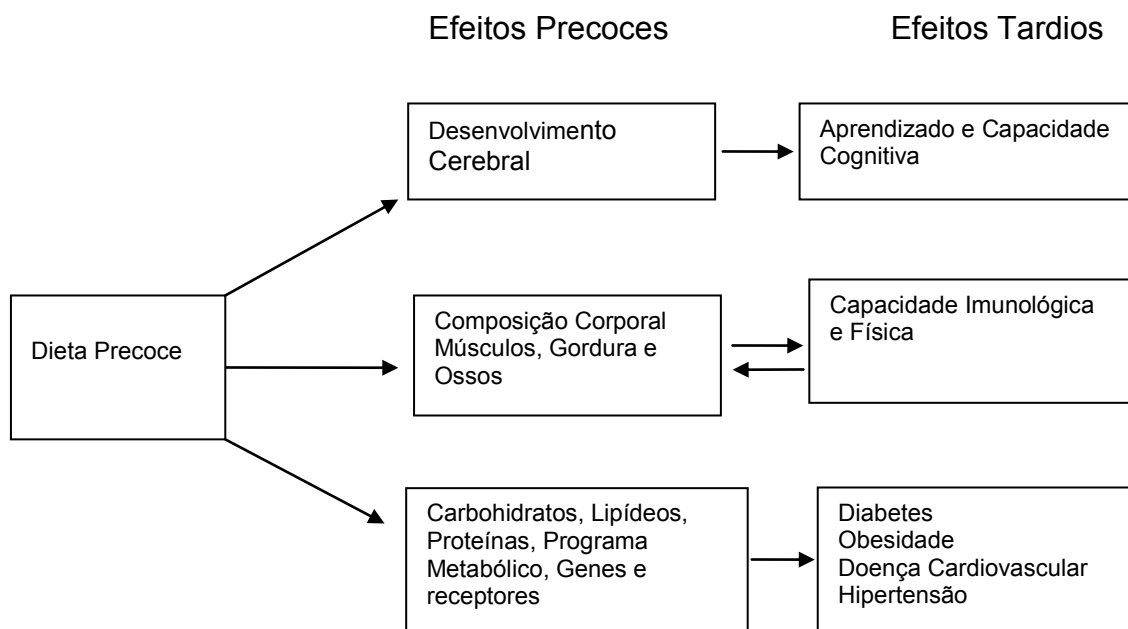 Efeitos Precoces
Efeitos Tardios
Desenvolvimento
Cerebral
Aprendizado e Capacidade
Cognitiva
Dieta Precoce
Composição Corporal
Músculos, Gordura e
Ossos
Capacidade Imunológica
e Física
Carbohidratos, Lipídeos,
Proteínas, Programa
Metabólico, Genes e
receptores
Diabetes
Obesidade
Doença Cardiovascular
Hipertensão